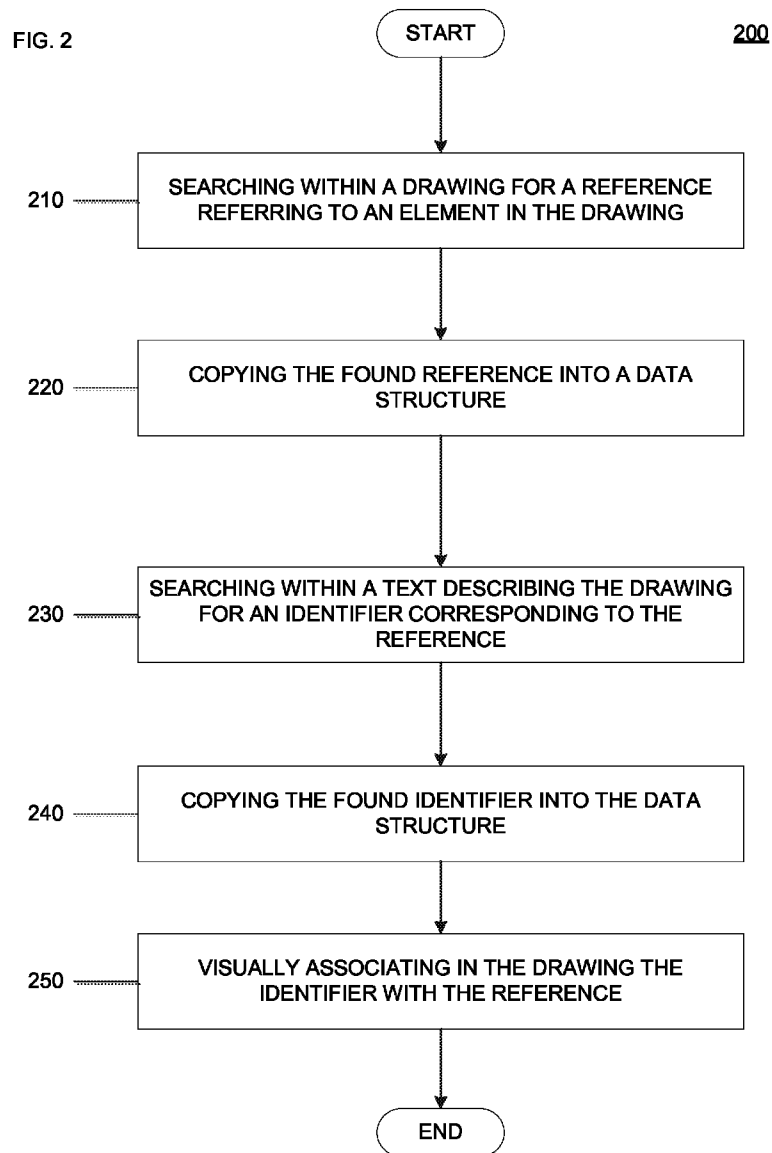 FIG. 2
START
200
210
SEARCHING WITHIN A DRAWING FOR A REFERENCE
REFERRING TO AN ELEMENT IN THE DRAWING
220
COPYING THE FOUND REFERENCE INTO A DATA
STRUCTURE
230
SEARCHING WITHIN A TEXT DESCRIBING THE DRAWING
FOR AN IDENTIFIER CORRESPONDING TO THE
REFERENCE
240
COPYING THE FOUND IDENTIFIER INTO THE DATA
STRUCTURE
250
VISUALLY ASSOCIATING IN THE DRAWING THE
IDENTIFIER WITH THE REFERENCE
END